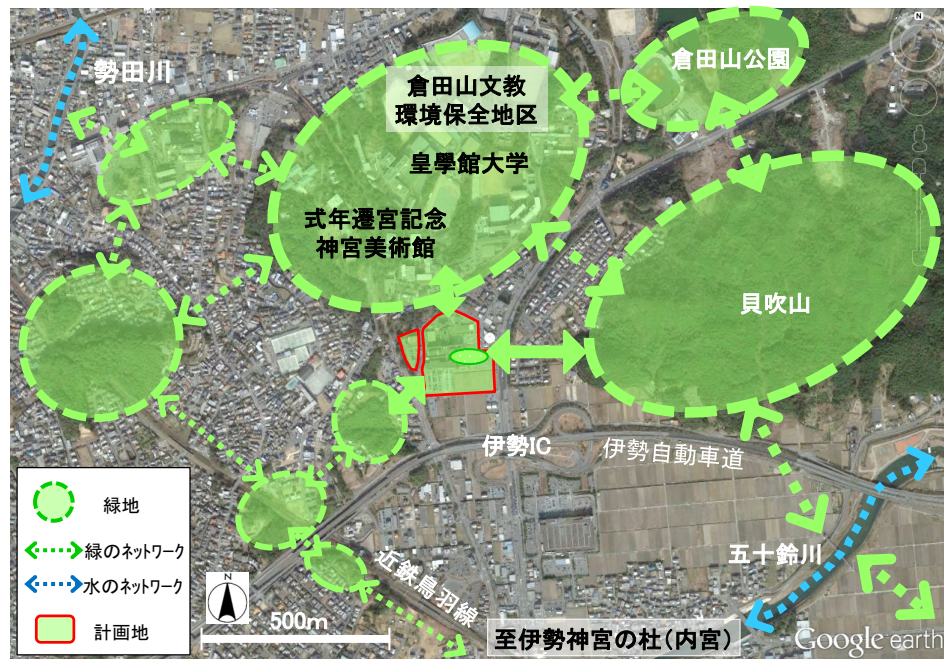 勢田川
倉田山公園
倉田山文教
環境保全地区
皇學館大学
式年遷宮記念
神宮美術館
貝吹山
伊勢IC
伊勢自動車道
緑地
緑のネットワーク
水のネットワーク
計画地
N
500m
近鉄鳥羽線
五十鈴川
至伊勢神宮の杜(内宮)
Google earth
N